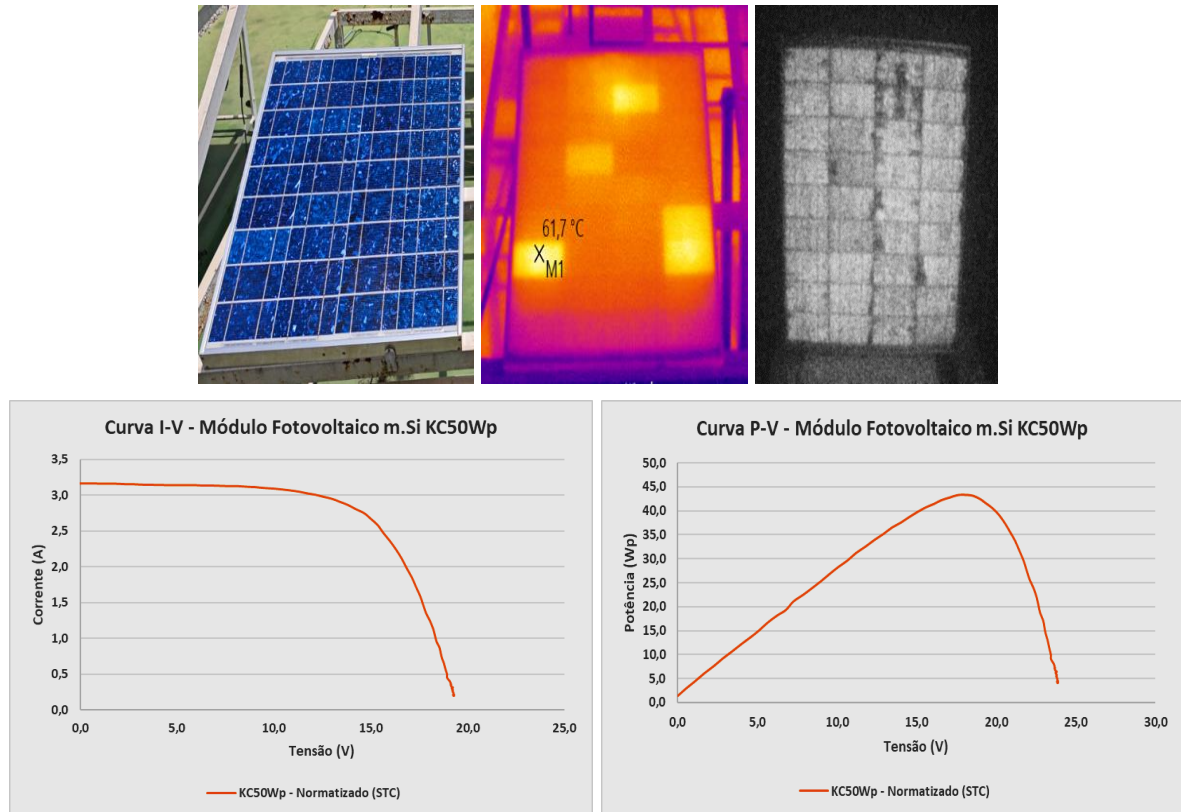 61,7 °C
M1
Curva I-V - Módulo Fotovoltaico m.Si KC50Wp
3,5
3,0
2,5
2,0
1,5
1,0
0,5
0,0
0,0 5,0 10,0 15,0 20,0 25,0
Corrente (A)
Tensão (V)
KC50Wp - Normatizado (STC)
Curva P-V - Módulo Fotovoltaico m.Si KC50Wp
50,0
45,0
40,0
35,0
30,0
25,0
20,0
15,0
10,0
5,0
0,0
0,0 5,0 10,0 15,0 20,0 25,0 30,0
Potência (Wp)
Tensão (V)
KC50Wp - Normatizado (STC)